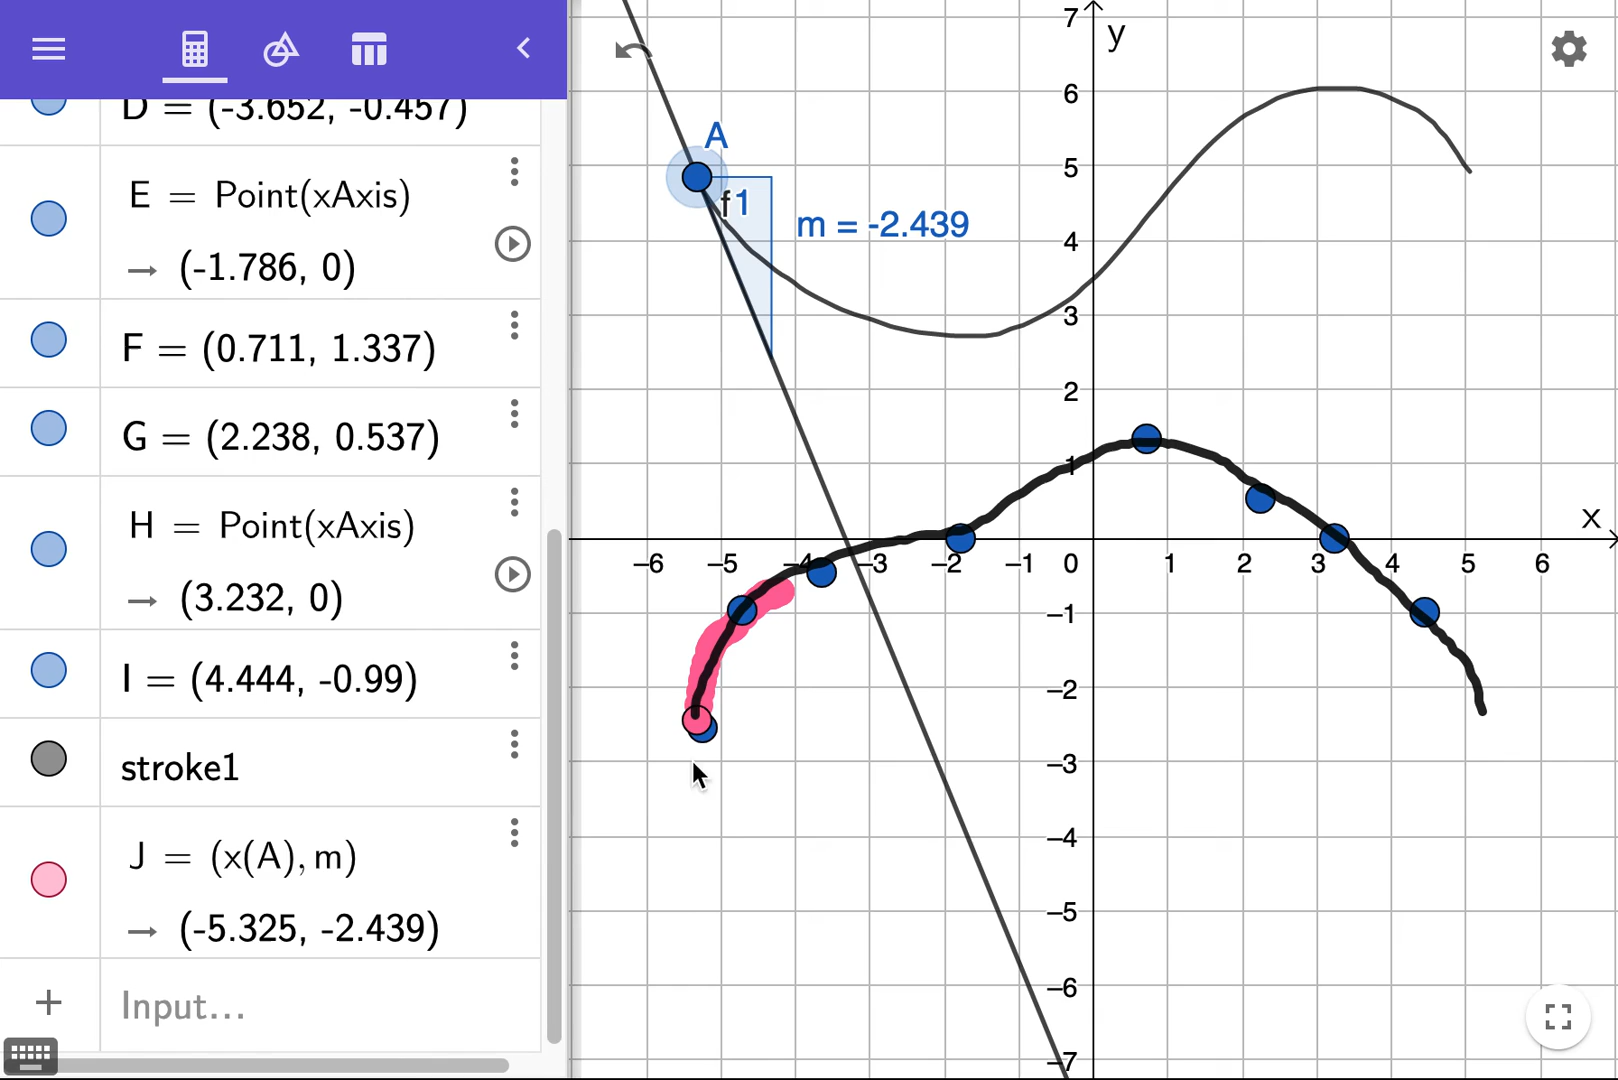 D = (-3.652, -0.457)
E = Point(xAxis)
→ (-1.786, 0)
F = (0.711, 1.337)
G = (2.238, 0.537)
H = Point(xAxis)
→ (3.232, 0)
I = (4.444, -0.99)
stroke1
J = (x(A), m)
→ (-5.325, -2.439)
+ Input...
y
7
6
5
4
3
2
1
A
f1
m = -2.439
x
–6 –5 –4 –3 –2 –1 0 1 2 3 4 5 6
–1
–2
–3
–4
–5
–6
–7